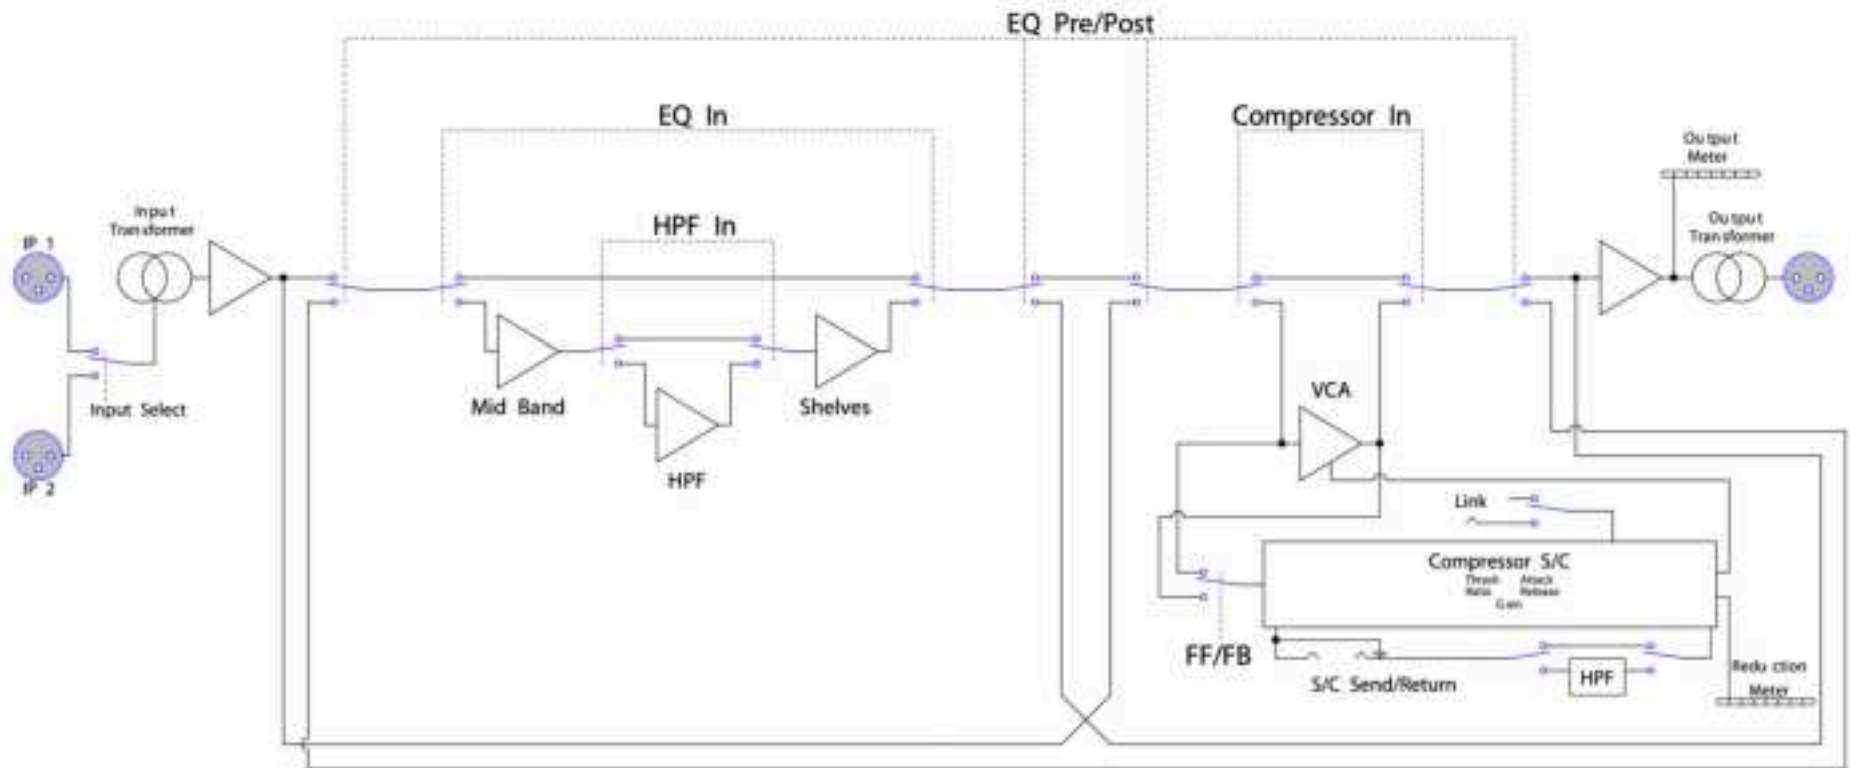 EQ Pre/Post
EQ In
Compressor In
Output
Meter
Input
Transformer
HPF In
Output
Transformer
IP 1
Input Select
Mid Band
Shelves
VCA
IP 2
HPF
Link
Compressor S/C
Thresh Attack
Ratio Release
Gain
FF/FB
S/C Send/Return
HPF
Redu ction
Meter